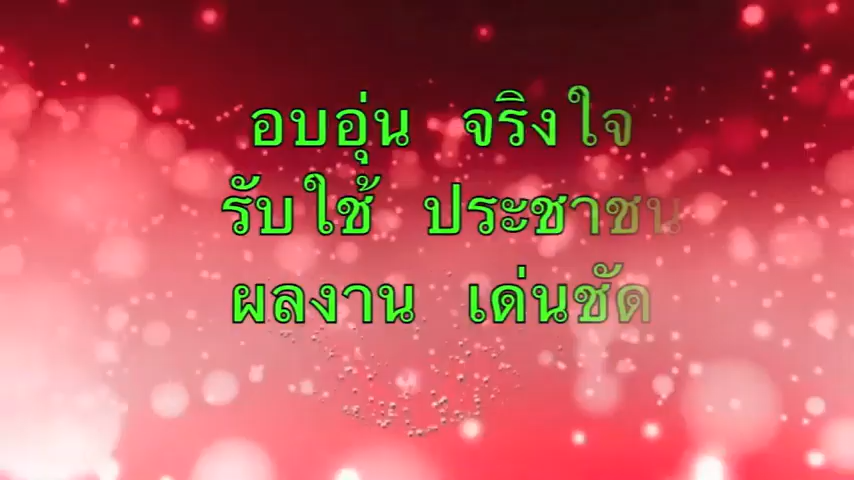 อบอุ่น จริงใจ
รับใช้ ประชาชน
ผลงาน เด่นชัด